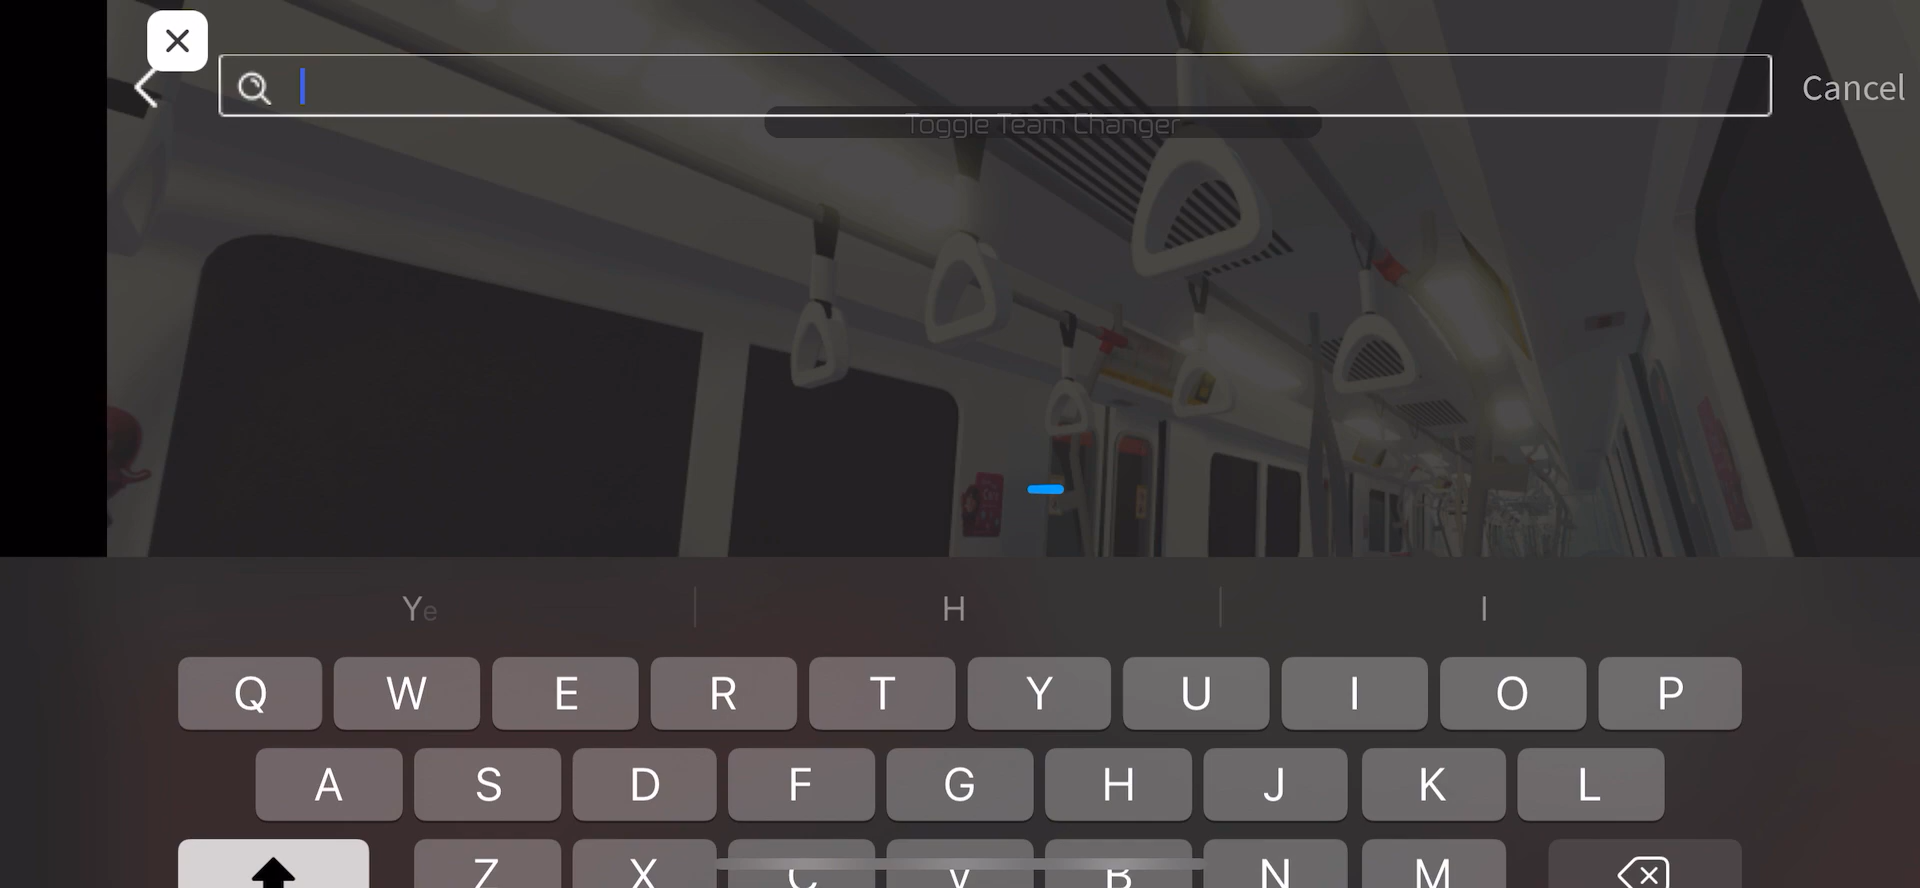 Cancel
Toggle Team Changer
Ye H I
Q W E R T Y U I O P
A S D F G H J K L
Z X C V B N M